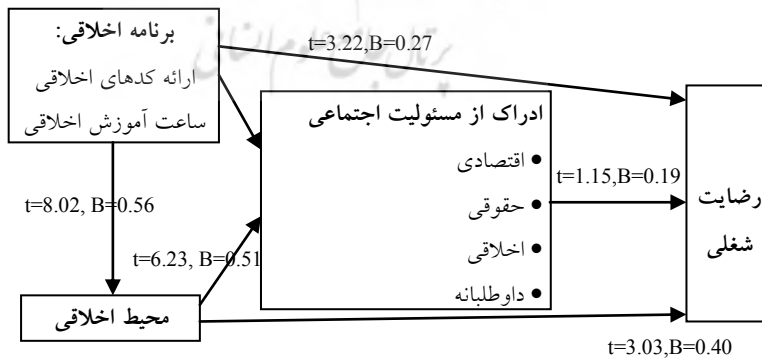 برنامه اخلاقی:
ارائه کدهای اخلاقی
ساعت آموزش اخلاقی
t=3.22,B=0.27
ادراک از مسئولیت اجتماعی
• اقتصادی
• حقوقی
• اخلاقی
• داوطلبانه
t=1.15,B=0.19
رضایت
شغلی
t=8.02, B=0.56
t=6.23, B=0.51
محیط اخلاقی
t=3.03,B=0.40